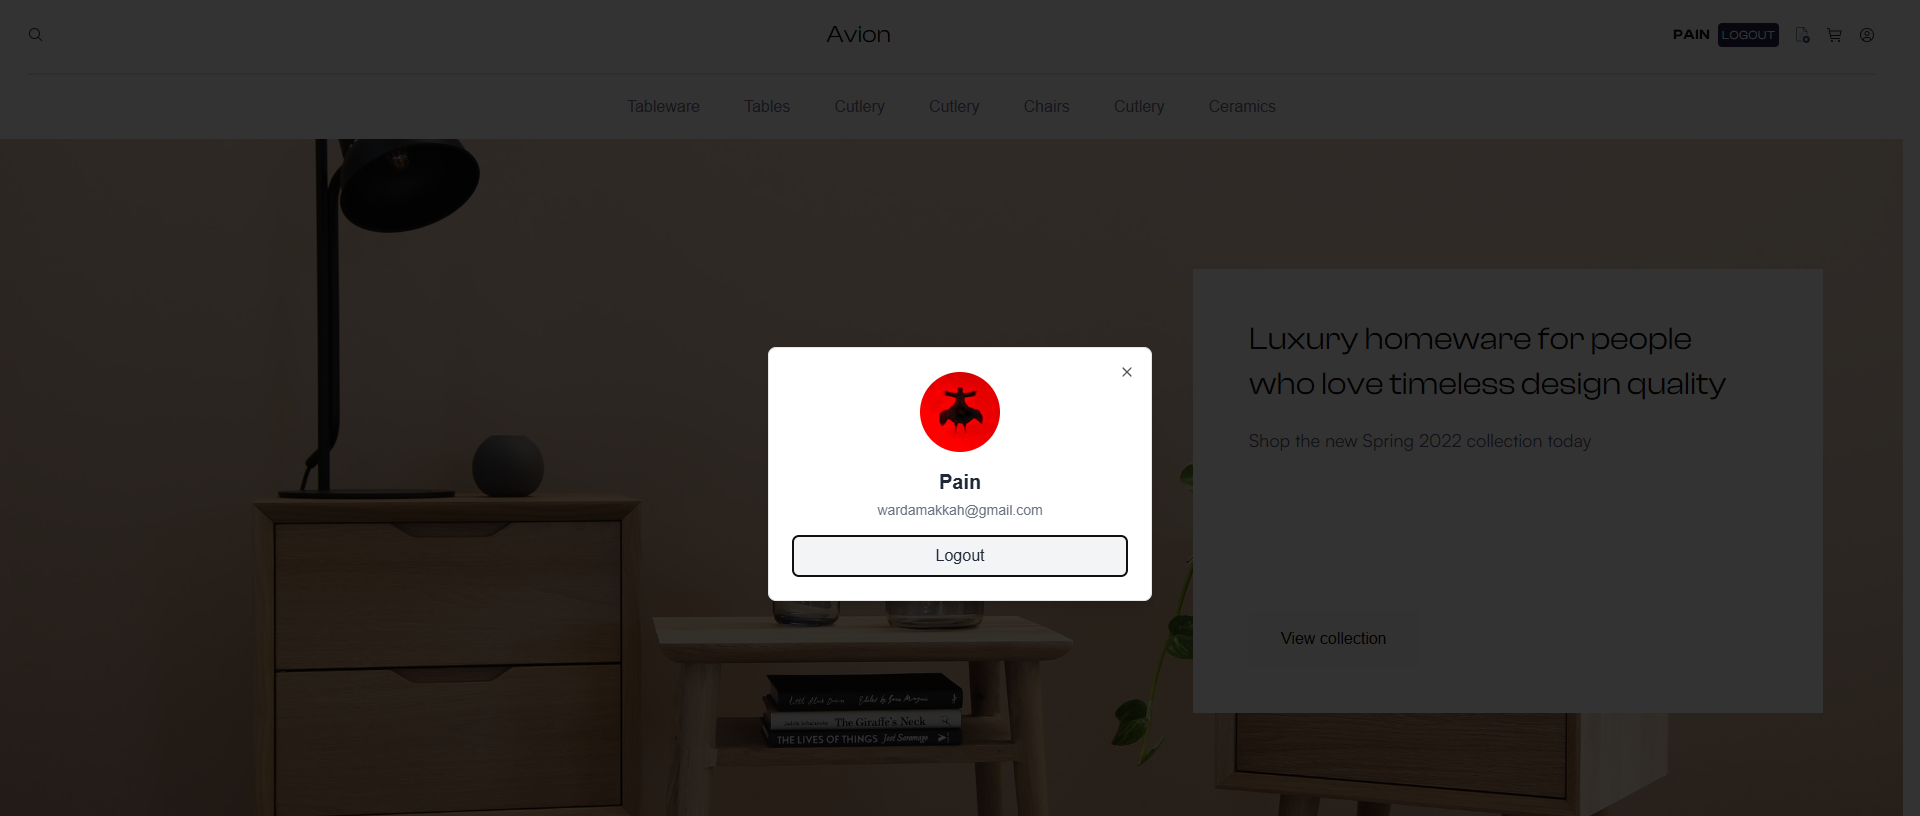 Avion
PAIN LOGOUT
Tableware Tables Cutlery Cutlery Chairs Cutlery Ceramics
Luxury homeware for people
who love timeless design quality
Shop the new Spring 2022 collection today
View collection
Pain
wardamakkah@gmail.com
Logout
The Giraffe's Neck
THE LIVES OF THINGS José Saramago